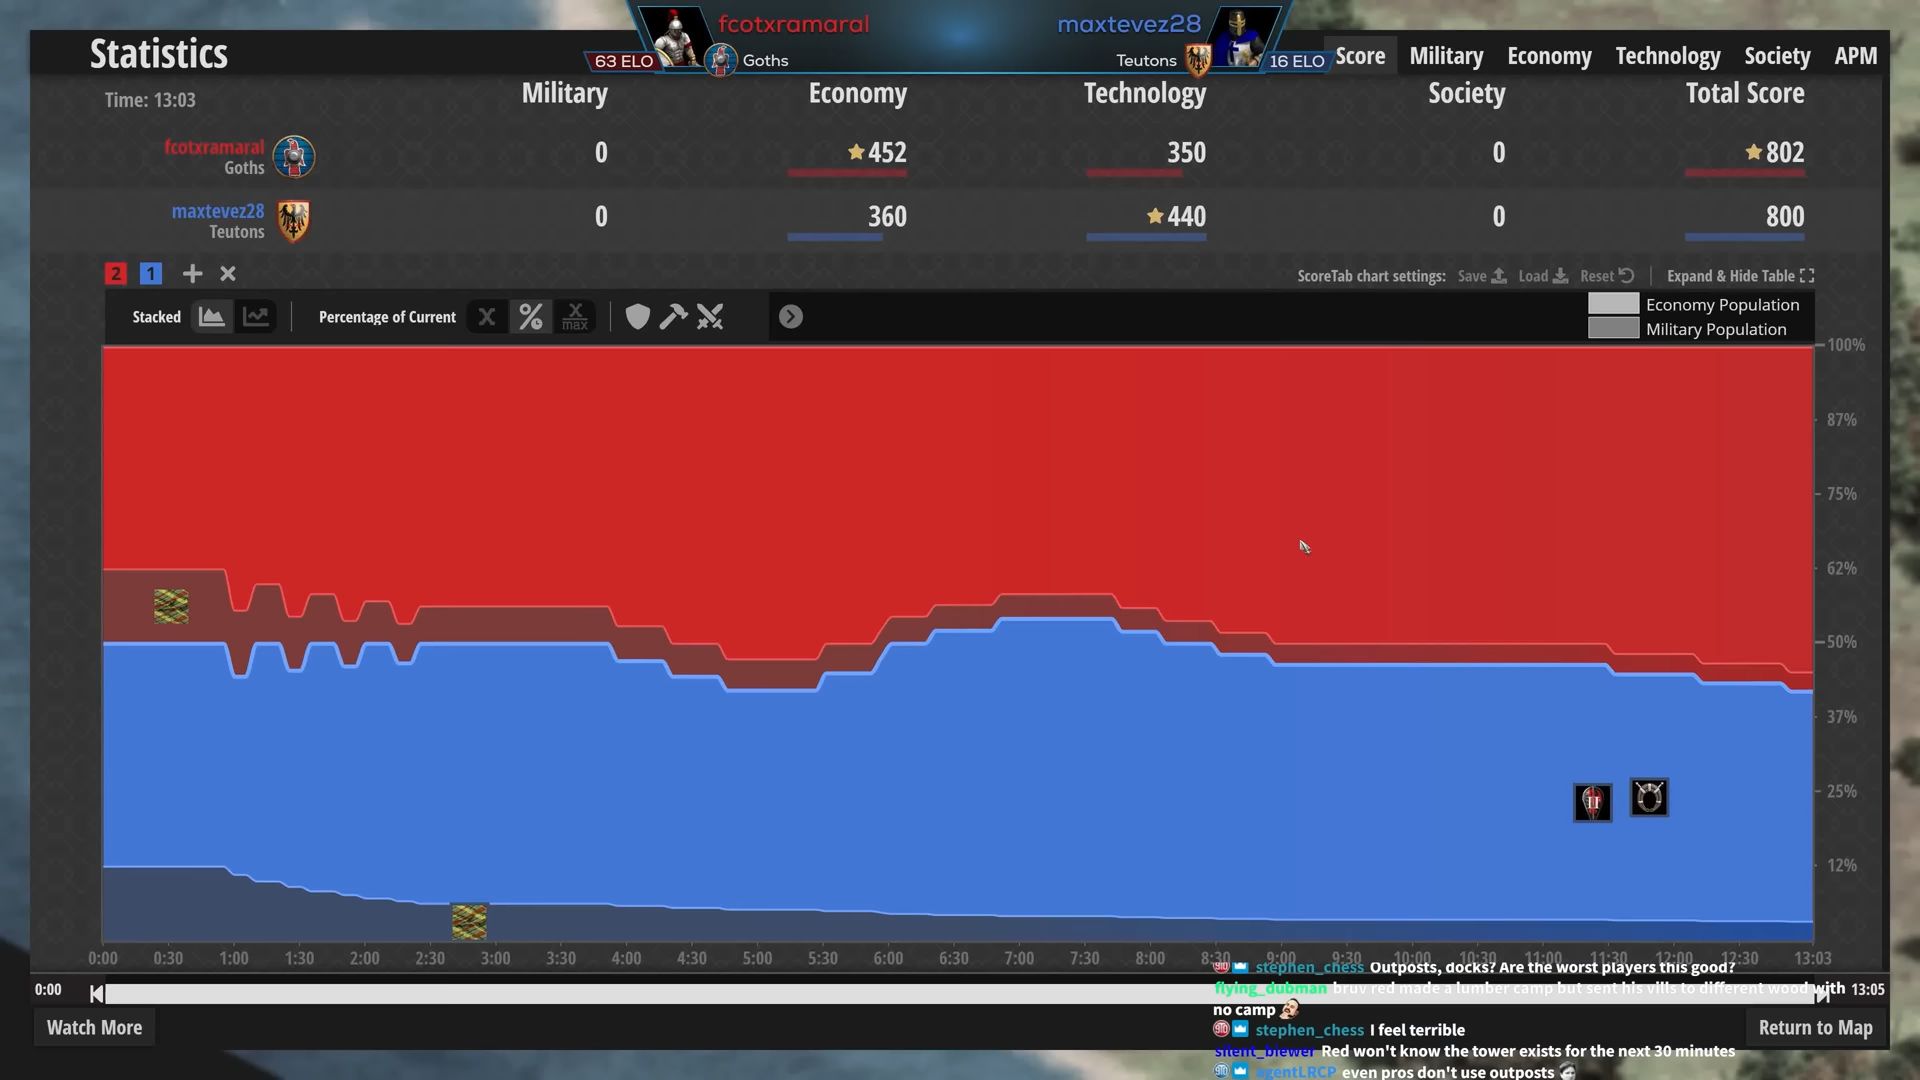 Statistics
fcotxramaral
maxtevez28
63 ELO
Goths
Teutons
16 ELO
Score
Military
Economy
Technology
Society
APM
Time: 13:03
Military
Economy
Technology
Society
Total Score
fcotxramaral
Goths
0
452
350
0
802
maxtevez28
Teutons
0
360
440
0
800
2
1
ScoreTab chart settings:
Save
Load
Reset
Expand & Hide Table
Stacked
Percentage of Current
X
%
X
max
Economy Population
Military Population
100%
87%
75%
62%
50%
37%
25%
12%
II
0:00
0:30
1:00
1:30
2:00
2:30
3:00
3:30
4:00
4:30
5:00
5:30
6:00
6:30
7:00
7:30
8:00
8:30
9:00
9:30
10:00
10:30
11:00
11:30
12:00
12:30
13:03
stephen_chess Outposts, docks? Are the worst players this good?
0:00
flying_dubman bruv red made a lumber camp but sent his vills to different wood with
13:05
no camp
Watch More
stephen_chess I feel terrible
Return to Map
silent_biewer Red won't know the tower exists for the next 30 minutes
agentLRCP even pros don't use outposts